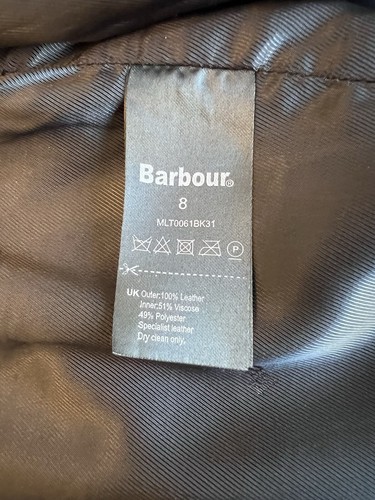 Barbour®
8
MLT0061BK31
P
UK Outer:100% Leather
Inner:51% Viscose
49% Polyester
Specialist leather
Dry clean only.